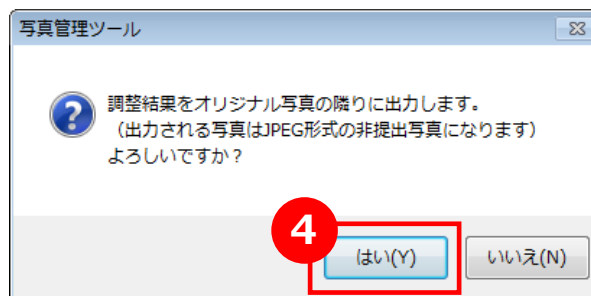 写真管理ツール
調整結果をオリジナル写真の隣りに出力します。
（出力される写真はJPEG形式の非提出写真になります）
よろしいですか？
4
はい(Y)
いいえ(N)